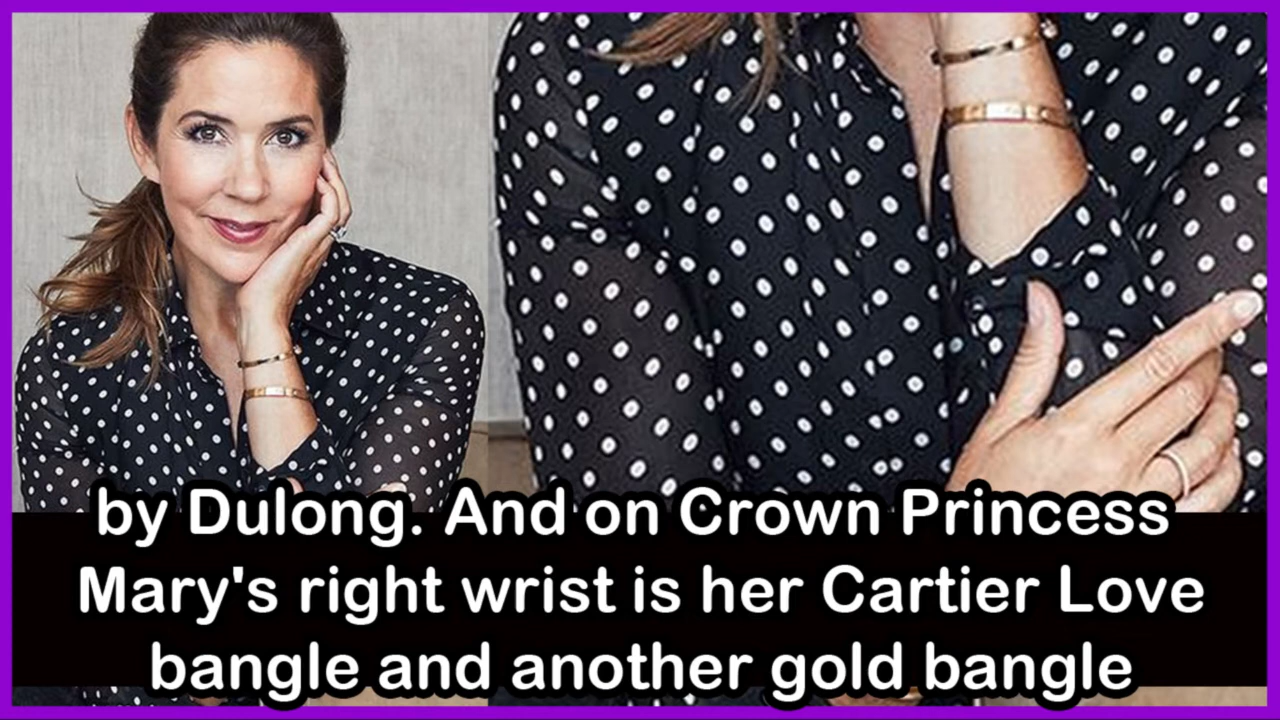 by Dulong. And on Crown Princess
Mary's right wrist is her Cartier Love
bangle and another gold bangle